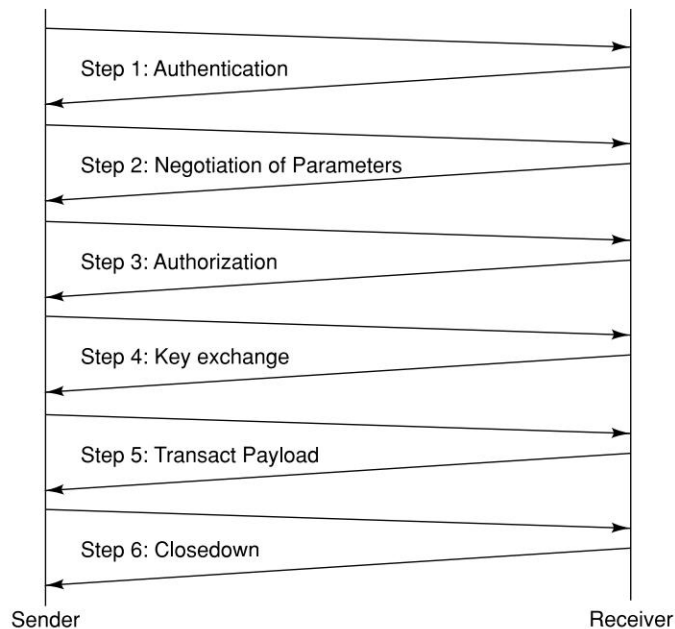 Step 1: Authentication
Step 2: Negotiation of Parameters
Step 3: Authorization
Step 4: Key exchange
Step 5: Transact Payload
Step 6: Closedown
Sender
Receiver